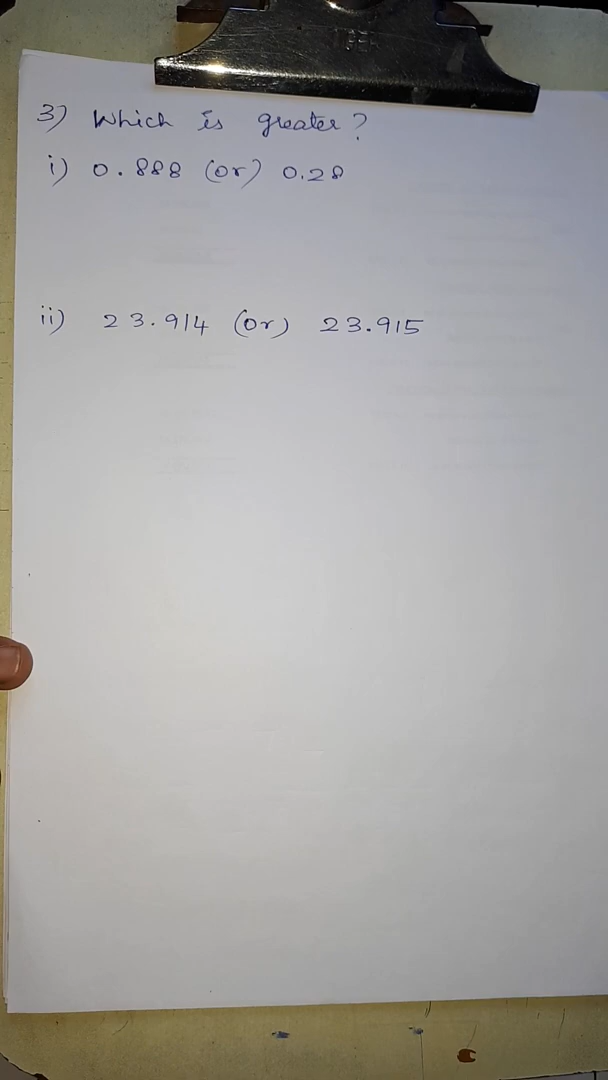 3) Which is greater?
i) 0.888 (or) 0.28
ii) 23.914 (or) 23.915